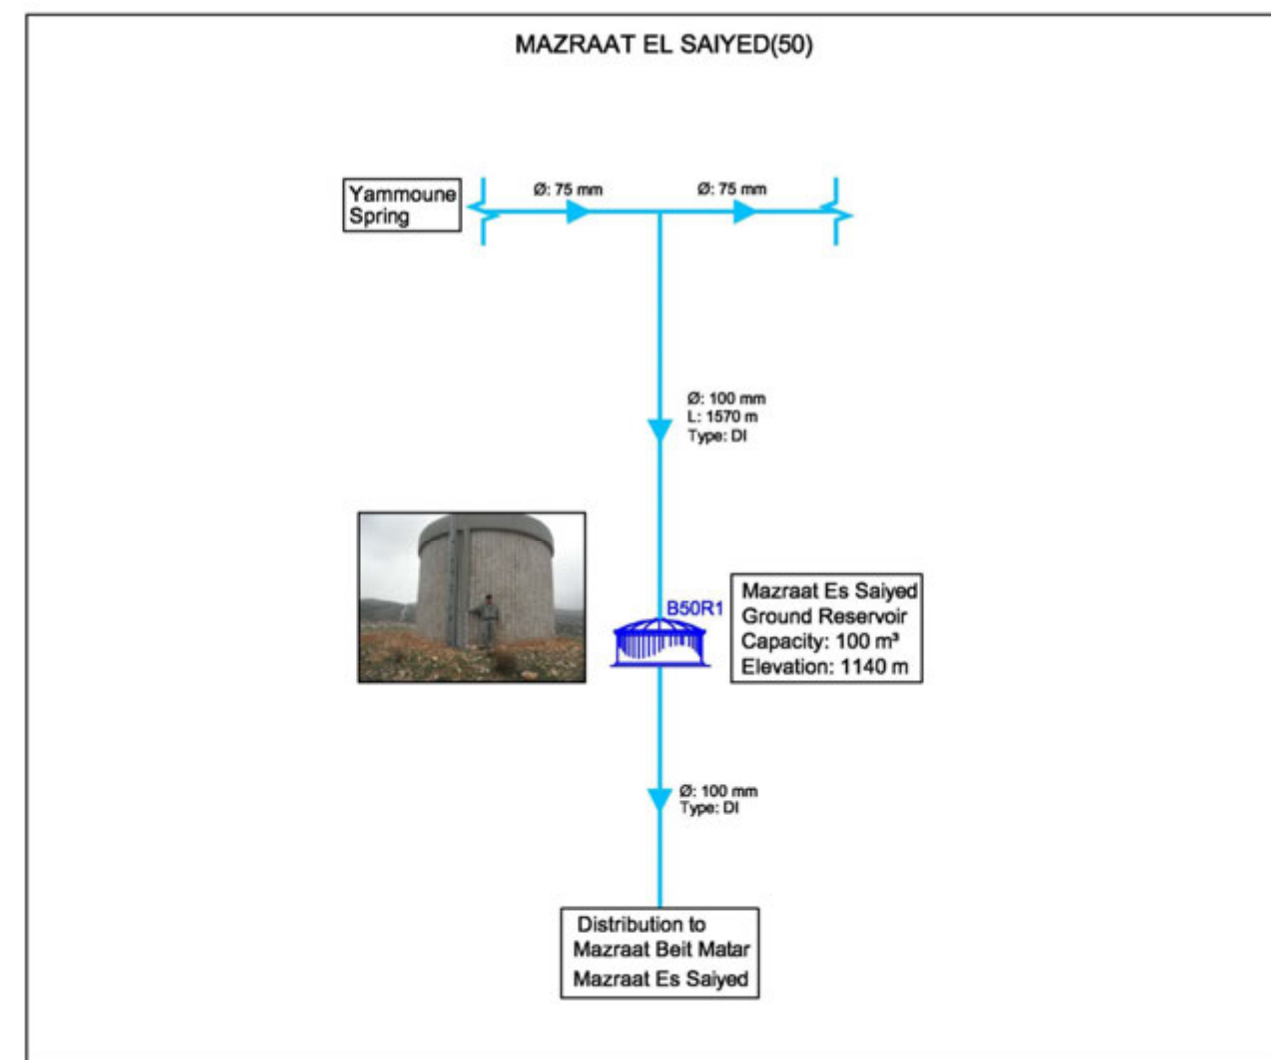 MAZRAAT EL SAIYED(50)
Yammoune
Spring
Ø: 75 mm
Ø: 75 mm
Ø: 100 mm
L: 1570 m
Type: DI
B50R1
Mazraat Es Saiyed
Ground Reservoir
Capacity: 100 m³
Elevation: 1140 m
Ø: 100 mm
Type: DI
Distribution to
Mazraat Beit Matar
Mazraat Es Saiyed